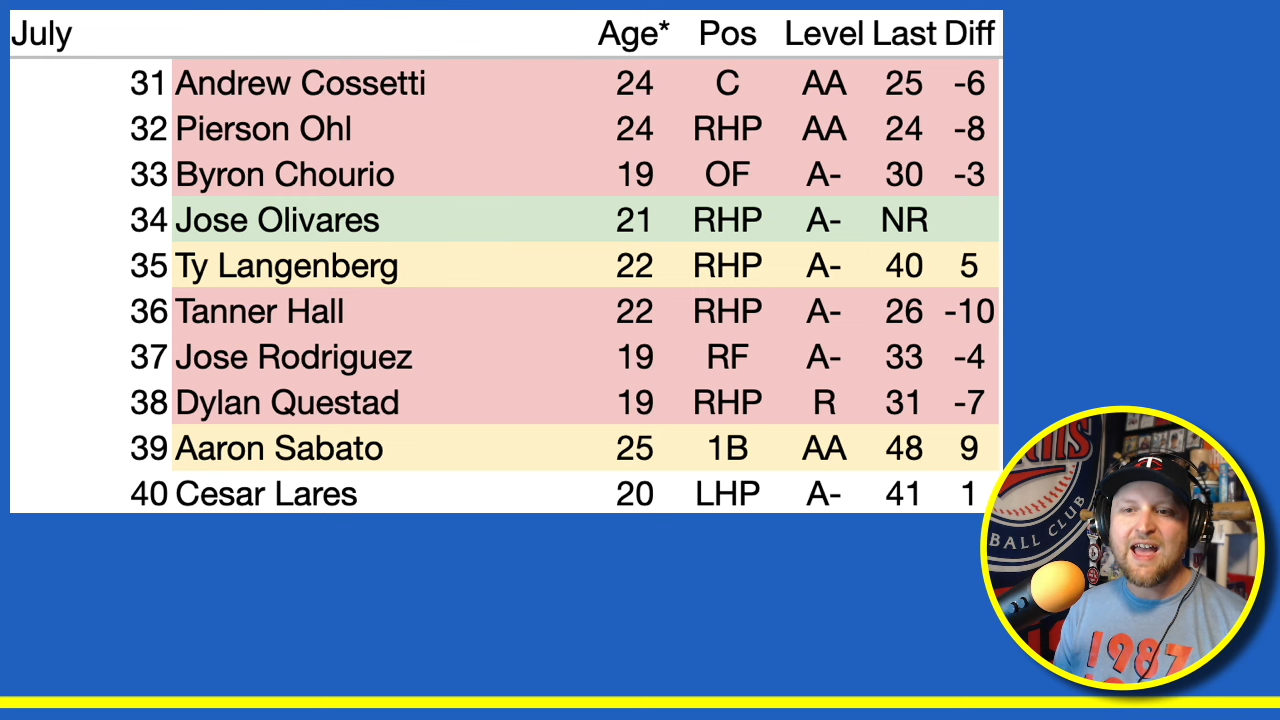 July Age* Pos Level Last Diff
31 Andrew Cossetti 24 C AA 25 -6
32 Pierson Ohl 24 RHP AA 24 -8
33 Byron Chourio 19 OF A- 30 -3
34 Jose Olivares 21 RHP A- NR
35 Ty Langenberg 22 RHP A- 40 5
36 Tanner Hall 22 RHP A- 26 -10
37 Jose Rodriguez 19 RF A- 33 -4
38 Dylan Questad 19 RHP R 31 -7
39 Aaron Sabato 25 1B AA 48 9
40 Cesar Lares 20 LHP A- 41 1
BALL CLUB
1987